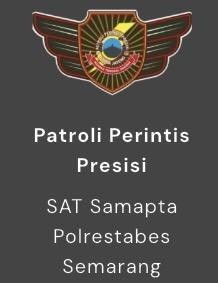 Patroli Perintis
Presisi
SAT Samapta
Polrestabes
Semarang